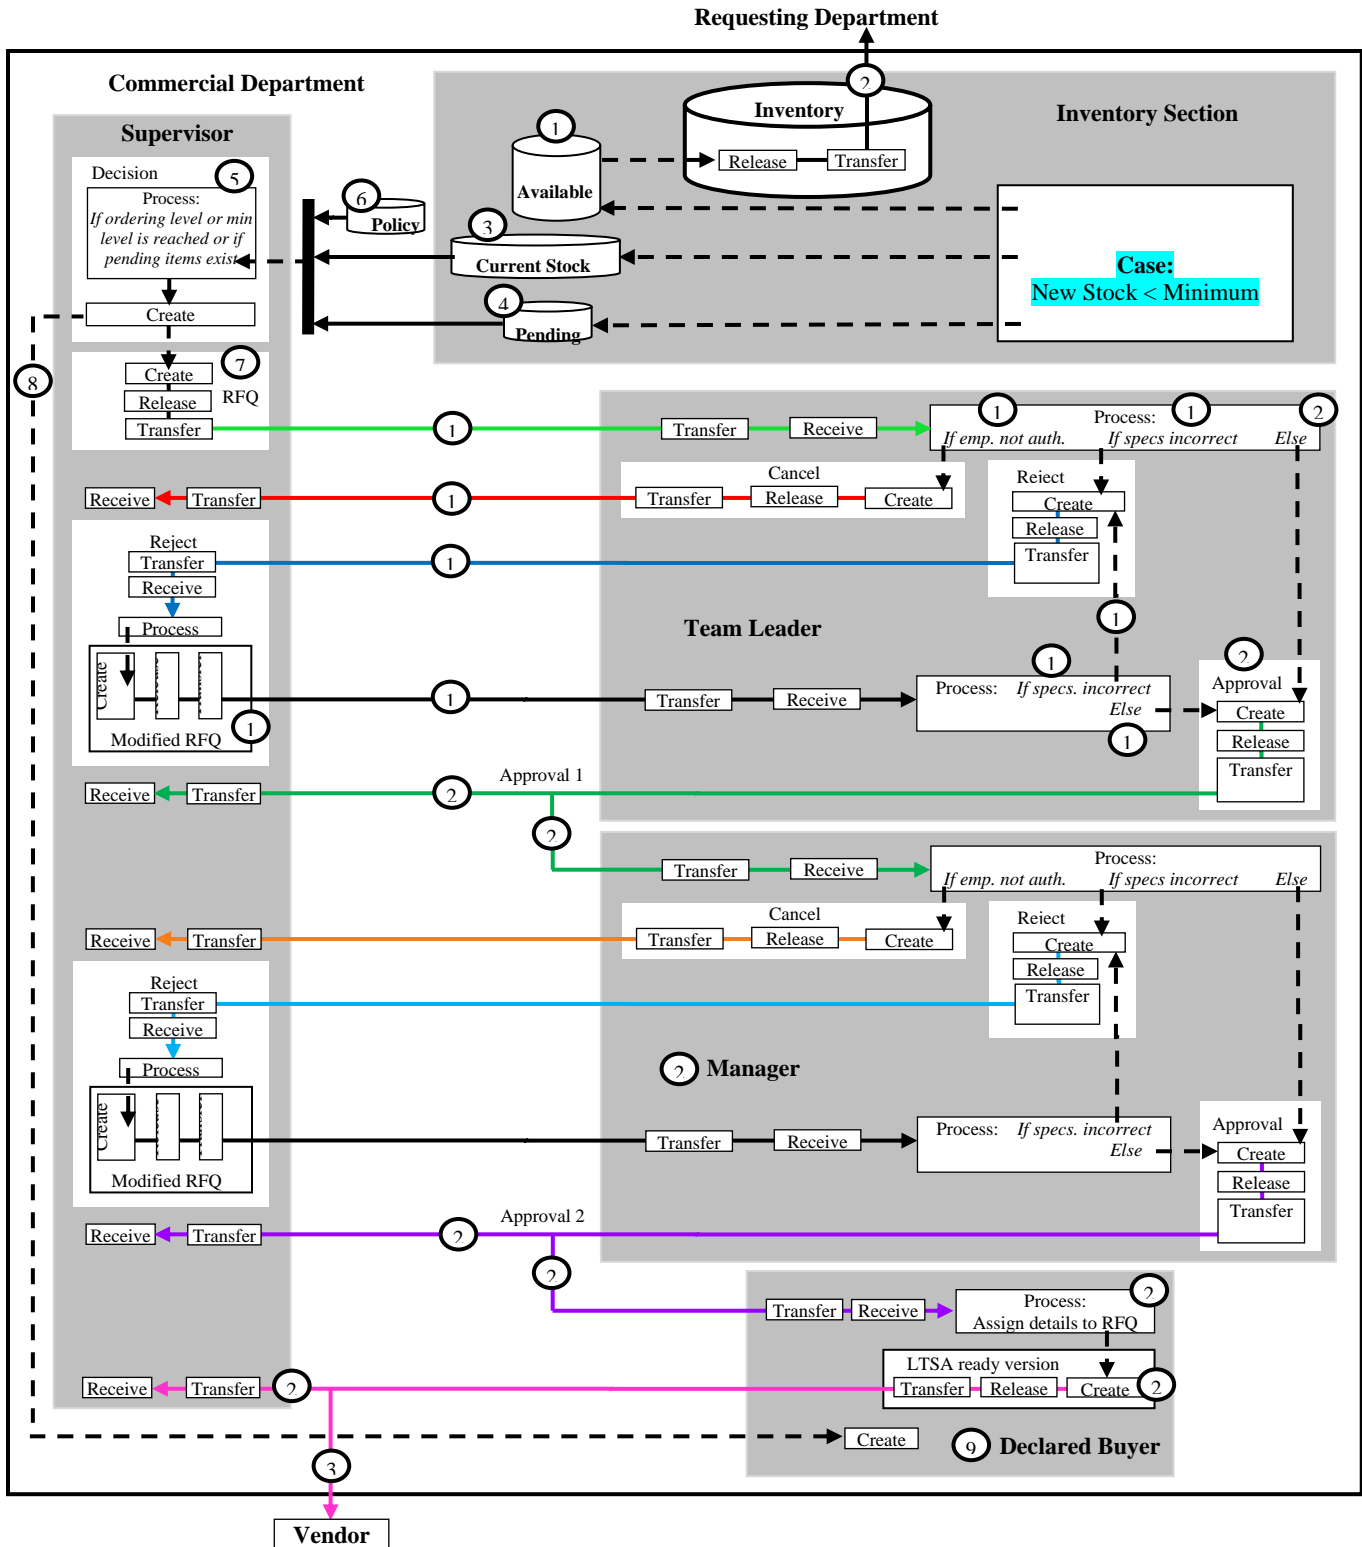 Requesting Department
Commercial Department
2
Inventory
Inventory Section
Supervisor
1
Release
Transfer
Decision
5
Process:
If ordering level or min
level is reached or if
pending items exist
6
Policy
Available
3
Current Stock
Case:
New Stock < Minimum
4
Pending
Create
8
7
Create
RFQ
Release
Transfer
1
Transfer
Receive
1
Process:
1
2
If emp. not auth.
If specs incorrect
Else
Cancel
Receive
Transfer
1
Transfer
Release
Create
Reject
Create
Release
Transfer
Reject
Transfer
1
Receive
Process
Team Leader
1
Create
Modified RFQ
1
1
Transfer
Receive
1
Process:
If specs. incorrect
Else
1
2
Approval
Create
Release
Transfer
Approval 1
Receive
Transfer
2
2
Transfer
Receive
Process:
If emp. not auth.
If specs incorrect
Else
Cancel
Receive
Transfer
Transfer
Release
Create
Reject
Create
Release
Transfer
Reject
Transfer
Receive
Process
2
Manager
Create
Modified RFQ
Transfer
Receive
Process:
If specs. incorrect
Else
Approval
Create
Release
Transfer
Approval 2
Receive
Transfer
2
2
Transfer
Receive
Process:
Assign details to RFQ
2
LTSA ready version
Receive
Transfer
2
Transfer
Release
Create
2
Create
9
Declared Buyer
3
Vendor